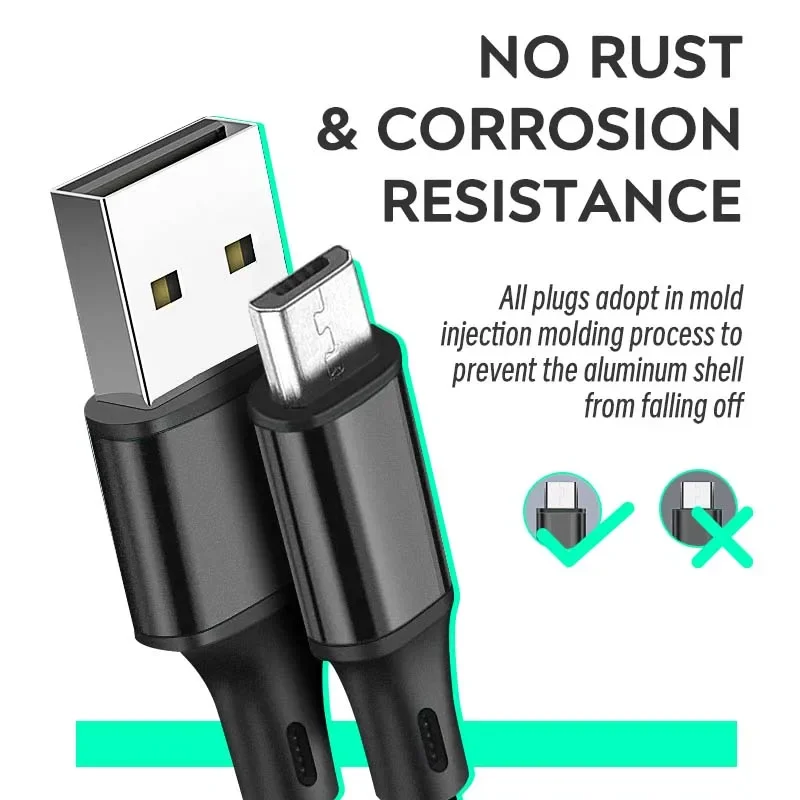 NO RUST
& CORROSION
RESISTANCE
All plugs adopt in mold
injection molding process to
prevent the aluminum shell
from falling off